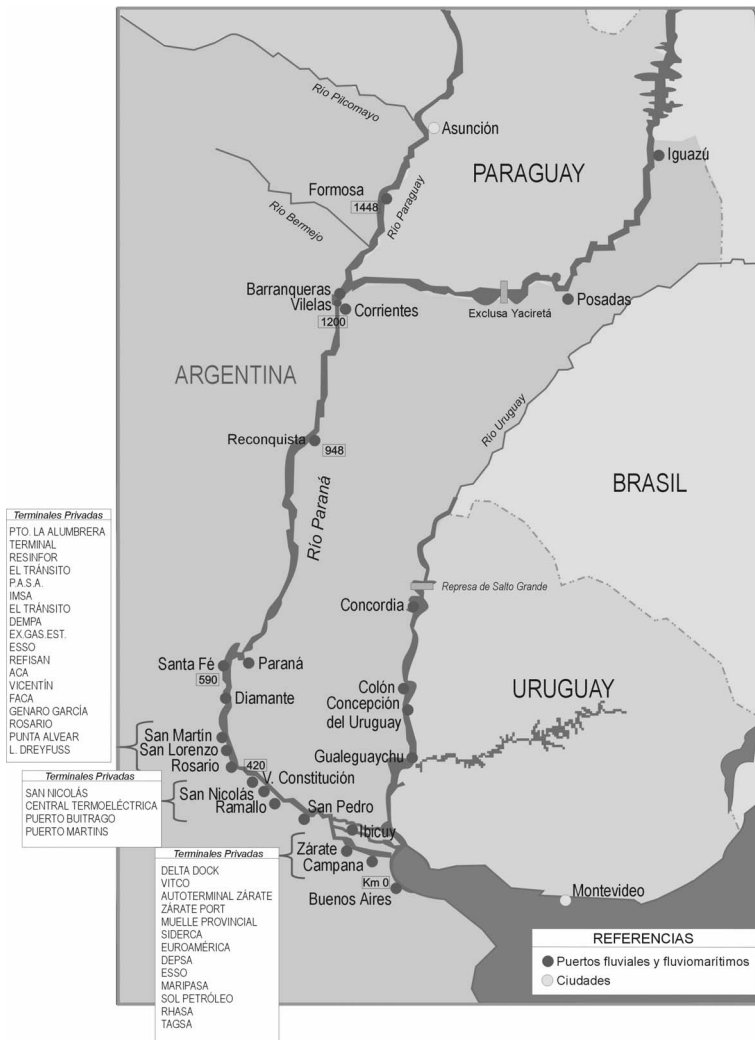 Río Pilcomayo
Asunción
PARAGUAY
Iguazú
Formosa
1448
Río Paraguay
Río Bermejo
Barranqueras
Vilelas
Corrientes
1200
Exclusa Yaciretá
Posadas
ARGENTINA
Río Uruguay
Reconquista
948
BRASIL
Río Paraná
Represa de Salto Grande
Concordia
Santa Fé
Paraná
590
Diamante
Colón
Concepción
del Uruguay
URUGUAY
San Martín
San Lorenzo
Rosario
420
Gualeguaychu
V. Constitución
San Nicolás
Ramallo
San Pedro
Ibicuy
Zárate
Campana
Km 0
Buenos Aires
Montevideo
Terminales Privadas
PTO. LA ALUMBRERA
TERMINAL
RESINFOR
EL TRÁNSITO
P.A.S.A.
IMSA
EL TRÁNSITO
DEMPA
EX.GAS.EST.
ESSO
REFISAN
ACA
VICENTÍN
FACA
GENARO GARCÍA
ROSARIO
PUNTA ALVEAR
L. DREYFUSS
Terminales Privadas
SAN NICOLÁS
CENTRAL TERMOELÉCTRICA
PUERTO BUITRAGO
PUERTO MARTINS
Terminales Privadas
DELTA DOCK
VITCO
AUTOTERMINAL ZÁRATE
ZÁRATE PORT
MUELLE PROVINCIAL
SIDERCA
EUROAMÉRICA
DEPSA
ESSO
MARIPASA
SOL PETRÓLEO
RHASA
TAGSA
REFERENCIAS
Puertos fluviales y fluviomarítimos
Ciudades